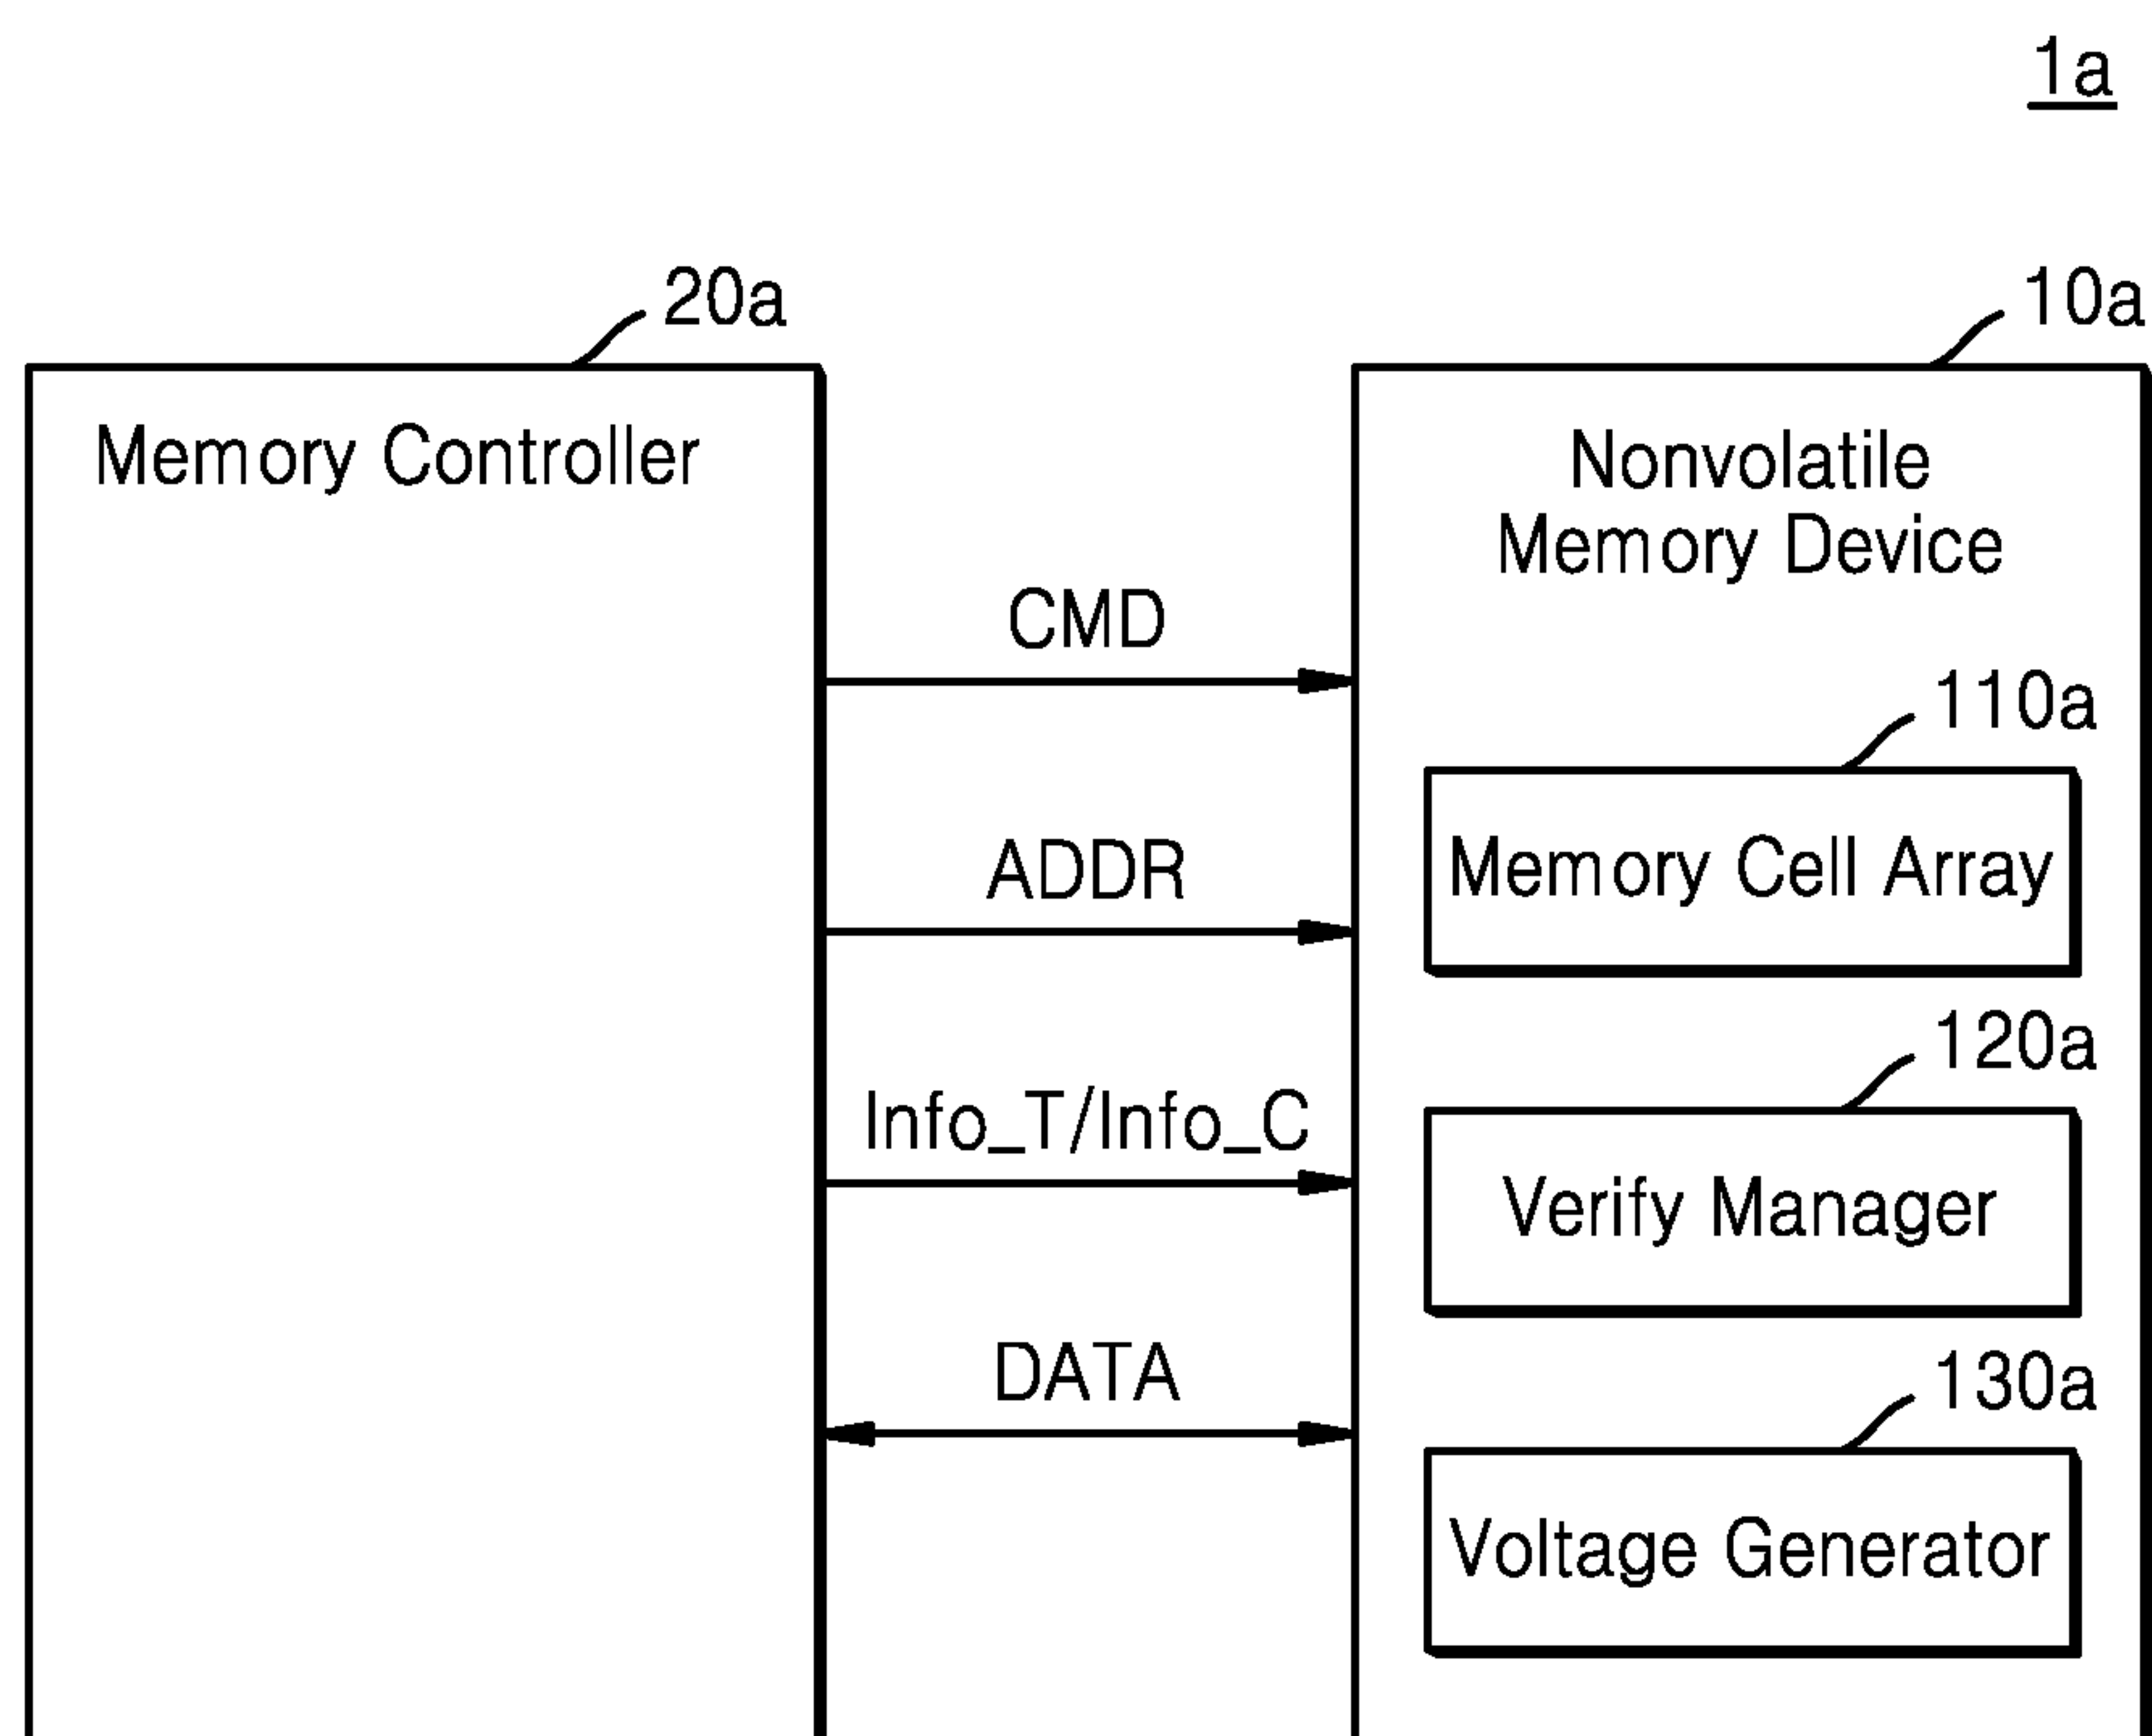 1a
20a
10a
Memory Controller
Nonvolatile
Memory Device
CMD
110a
ADDR
Memory Cell Array
120a
Info_T/Info_C
Verify Manager
DATA
130a
Voltage Generator